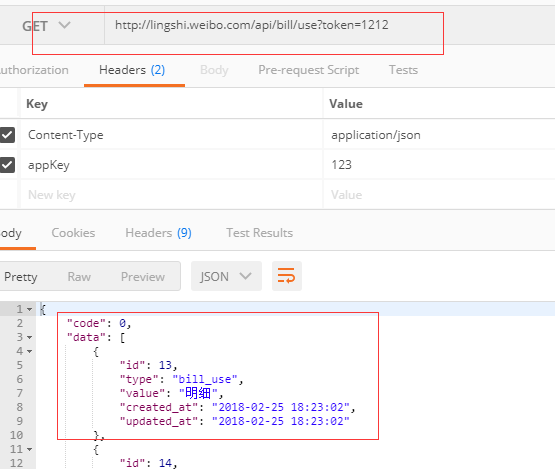 GET http://lingshi.weibo.com/api/bill/use?token=1212
uthorization Headers (2) Body Pre-request Script Tests
Key Value
Content-Type application/json
appKey 123
New key Value
ody Cookies Headers (9) Test Results
Pretty Raw Preview JSON
1 {
2 "code": 0,
3 "data": [
4 {
5 "id": 13,
6 "type": "bill_use",
7 "value": "明细",
8 "created_at": "2018-02-25 18:23:02",
9 "updated_at": "2018-02-25 18:23:02"
10 },
11 {
12 "id": 14,